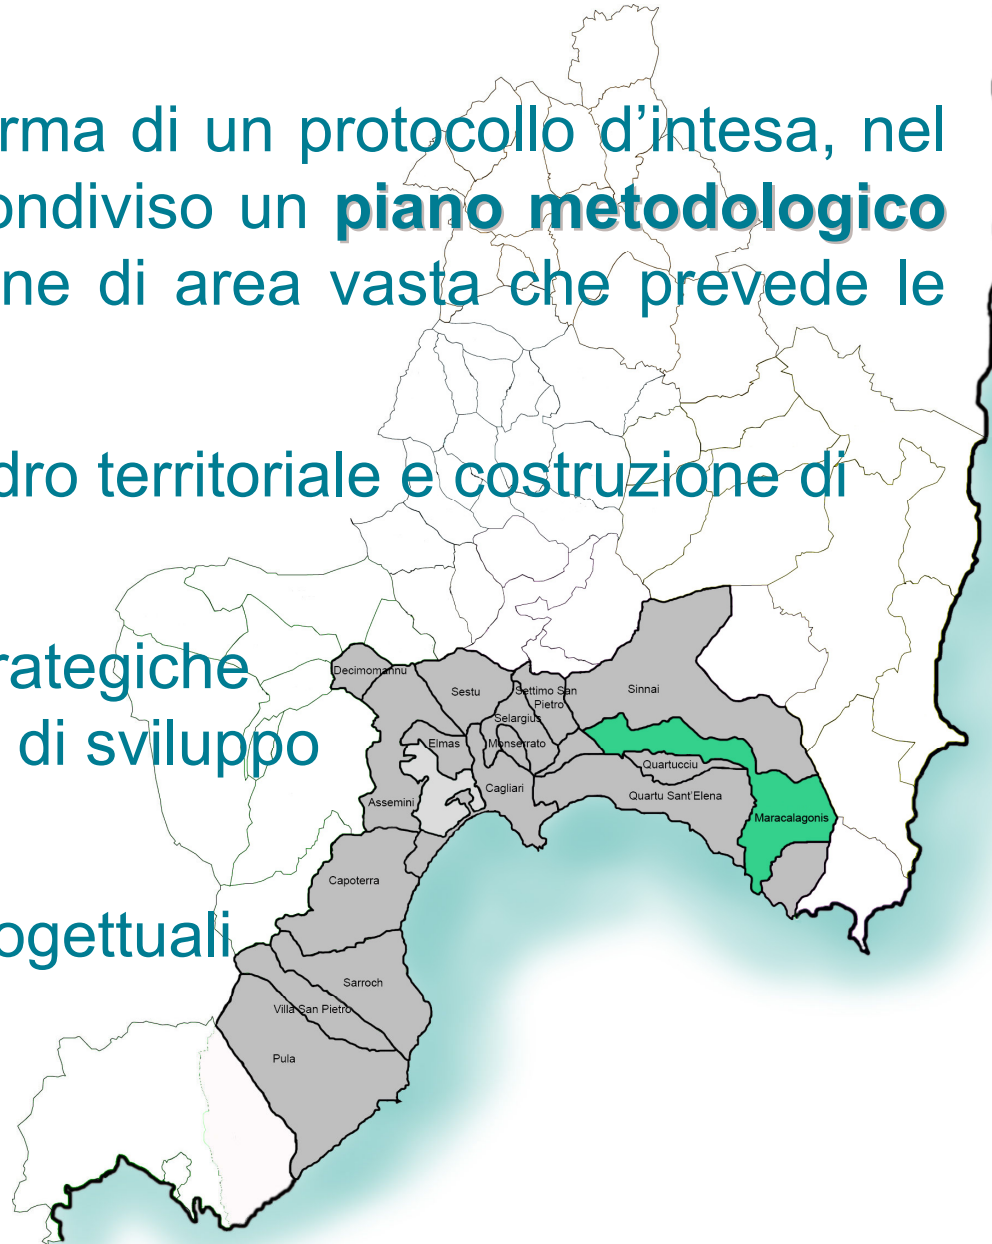 rma di un protocollo d’intesa, nel
ondiviso un piano metodologico
ne di area vasta che prevede le
dro territoriale e costruzione di
rategiche
di sviluppo
ogettuali
Decimomannu
Sestu
Settimo San
Pietro
Sinnai
Selargius
Elmas
Monserrato
Quartucciu
Cagliari
Quartu Sant'Elena
Assemini
Maracalagonis
Capoterra
Sarroch
Villa San Pietro
Pula